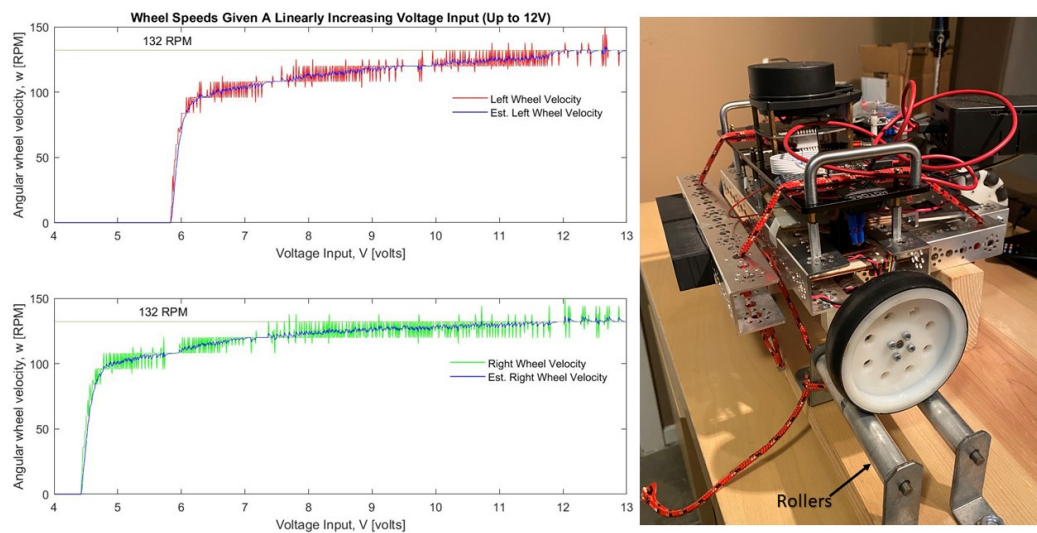 Wheel Speeds Given A Linearly Increasing Voltage Input (Up to 12V)
Angular wheel velocity, w [RPM]
150
100
50
0
132 RPM
Left Wheel Velocity
Est. Left Wheel Velocity
4 5 6 7 8 9 10 11 12 13
Voltage Input, V [volts]
Angular wheel velocity, w [RPM]
150
100
50
0
132 RPM
Right Wheel Velocity
Est. Right Wheel Velocity
4 5 6 7 8 9 10 11 12 13
Voltage Input, V [volts]
Rollers